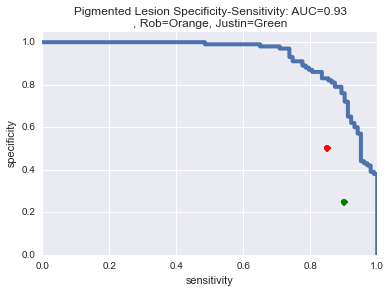 Pigmented Lesion Specificity-Sensitivity: AUC=0.93
, Rob=Orange, Justin=Green
1.0
0.8
0.6
0.4
0.2
0.0
specificity
0.0 0.2 0.4 0.6 0.8 1.0
sensitivity